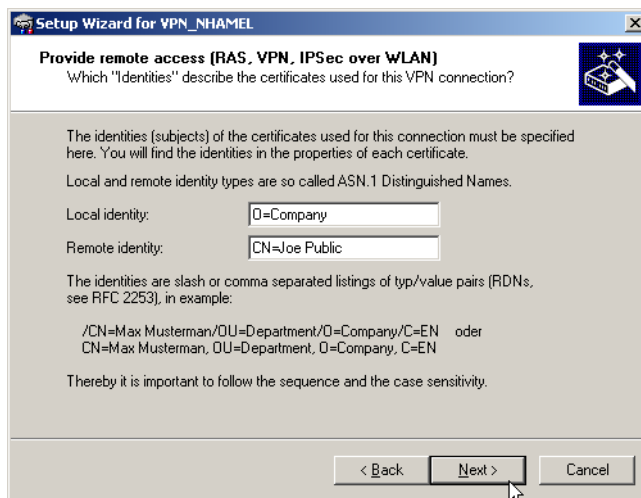 Setup Wizard for VPN_NHAMEL
Provide remote access (RAS, VPN, IPSec over WLAN)
Which "Identities" describe the certificates used for this VPN connection?
The identities (subjects) of the certificates used for this connection must be specified
here. You will find the identities in the properties of each certificate.
Local and remote identity types are so called ASN.1 Distinguished Names.
Local identity: O=Company
Remote identity: CN=Joe Public
The identities are slash or comma separated listings of typ/value pairs (RDNs,
see RFC 2253), in example:
/CN=Max Musterman/OU=Department/O=Company/C=EN oder
CN=Max Musterman, OU=Department, O=Company, C=EN
Thereby it is important to follow the sequence and the case sensitivity.
< Back Next > Cancel